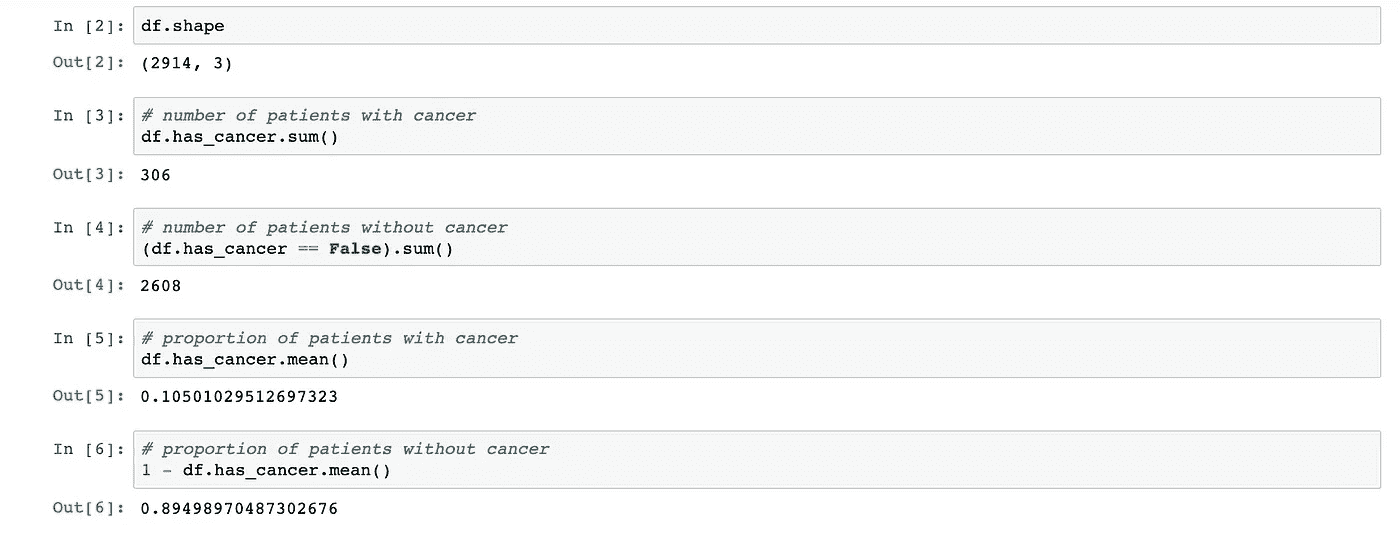 In [2]: df.shape
Out[2]: (2914, 3)
In [3]: # number of patients with cancer
df.has_cancer.sum()
Out[3]: 306
In [4]: # number of patients without cancer
(df.has_cancer == False).sum()
Out[4]: 2608
In [5]: # proportion of patients with cancer
df.has_cancer.mean()
Out[5]: 0.10501029512697323
In [6]: # proportion of patients without cancer
1 - df.has_cancer.mean()
Out[6]: 0.89498970487302676